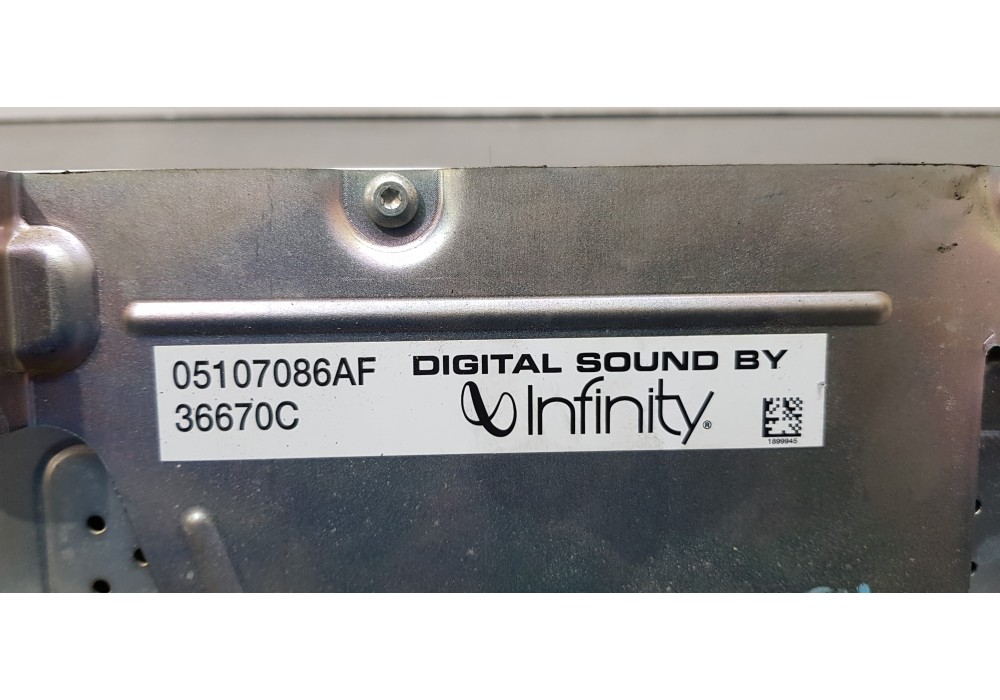 05107086AF
36670C
DIGITAL SOUND BY
Infinity®
1899945